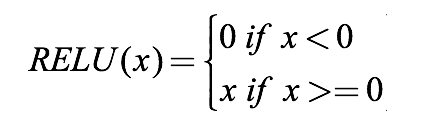 RELU(x) = { 0 if x < 0
x if x >= 0